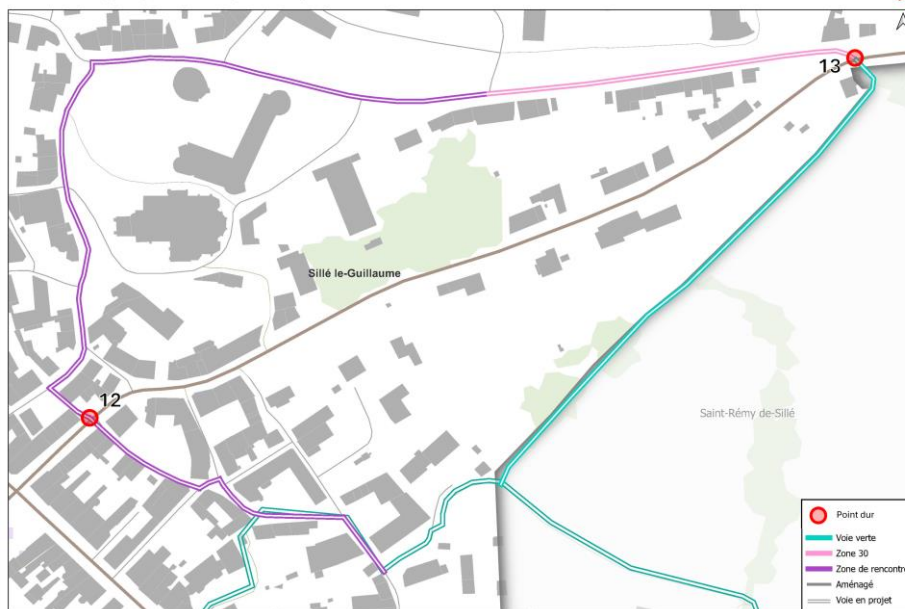 13
Sillé le-Guillaume
12
Saint-Rémy de-Sillé
Point dur
Voie verte
Zone 30
Zone de rencontre
Aménagé
Voie en projet